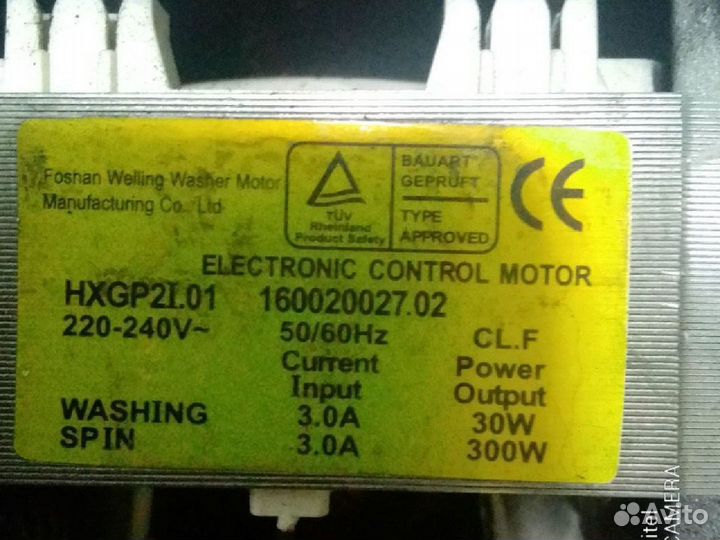 Foshan Welling Washer Motor
Manufacturing Co., Ltd
TÜV
Rheinland
Product Safety
BAUART
GEPRÜFT
TYPE
APPROVED
CE
ELECTRONIC CONTROL MOTOR
HXGP2I.01 160020027.02
220-240V~ 50/60Hz CL.F
Current Power
Input Output
WASHING 3.0A 30W
SPIN 3.0A 300W
CAMERA
Avito